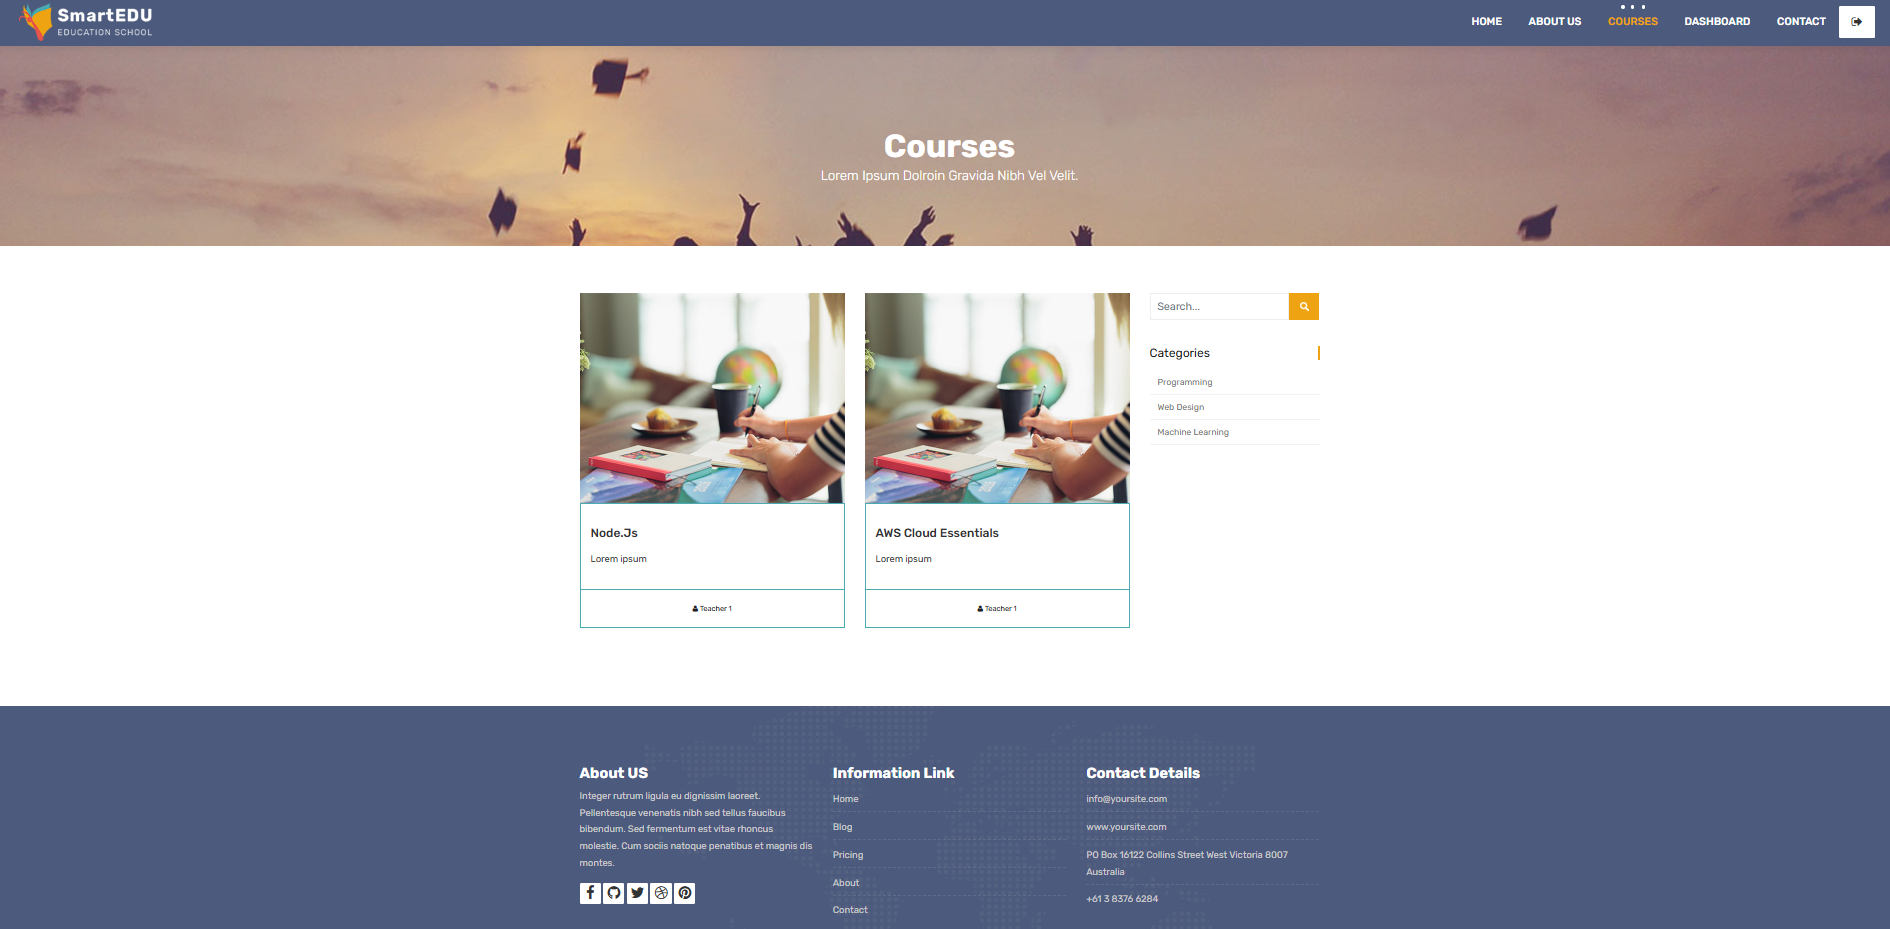 SmartEDU
EDUCATION SCHOOL
HOME
ABOUT US
COURSES
DASHBOARD
CONTACT
Courses
Lorem Ipsum Dolroin Gravida Nibh Vel Velit.
Node.Js
Lorem ipsum
Teacher 1
AWS Cloud Essentials
Lorem ipsum
Teacher 1
Search...
Categories
Programming
Web Design
Machine Learning
About US
Integer rutrum ligula eu dignissim laoreet.
Pellentesque venenatis nibh sed tellus faucibus
bibendum. Sed fermentum est vitae rhoncus
molestie. Cum sociis natoque penatibus et magnis dis
montes.
Information Link
Home
Blog
Pricing
About
Contact
Contact Details
info@yoursite.com
www.yoursite.com
PO Box 16122 Collins Street West Victoria 8007
Australia
+61 3 8376 6284